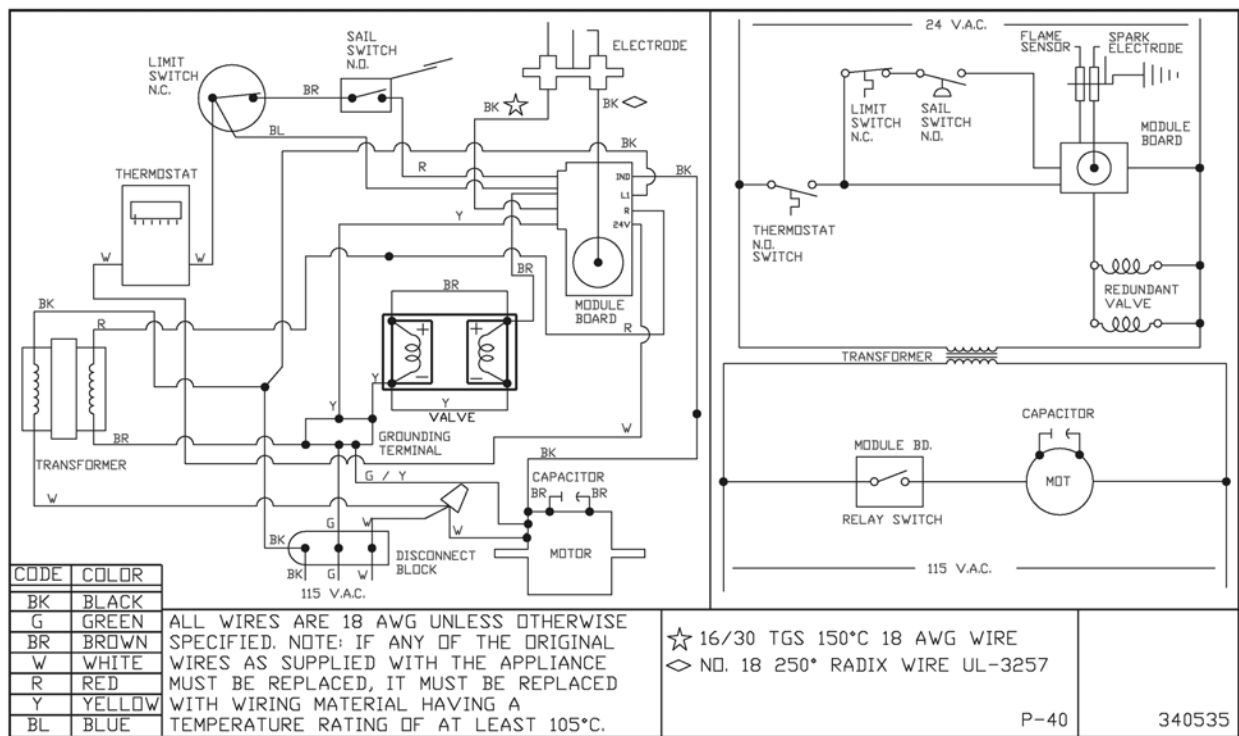 SAIL
SWITCH
N.O.
LIMIT
SWITCH
N.C.
ELECTRODE
BR
BK
BK
BL
BK
THERMOSTAT
R
IND
BK
L1
R
24V
Y
W
W
BR
BK
R
BR
MODULE
BOARD
R
Y
Y
Y
VALVE
BR
W
TRANSFORMER
GROUNDING
TERMINAL
BK
G / Y
CAPACITOR
BR
BR
W
G
W
W
BK
DISCONNECT
BLOCK
MOTOR
BK
G
W
115 V.A.C.
24 V.A.C.
FLAME
SENSOR
SPARK
ELECTRODE
LIMIT
SWITCH
N.C.
SAIL
SWITCH
N.O.
MODULE
BOARD
THERMOSTAT
N.O.
SWITCH
REDUNDANT
VALVE
TRANSFORMER
CAPACITOR
MODULE BD.
MOT
RELAY SWITCH
115 V.A.C.
CODE COLOR
BK BLACK
G GREEN
BR BROWN
W WHITE
R RED
Y YELLOW
BL BLUE
ALL WIRES ARE 18 AWG UNLESS OTHERWISE
SPECIFIED. NOTE: IF ANY OF THE ORIGINAL
WIRES AS SUPPLIED WITH THE APPLIANCE
MUST BE REPLACED, IT MUST BE REPLACED
WITH WIRING MATERIAL HAVING A
TEMPERATURE RATING OF AT LEAST 105°C.
16/30 TGS 150°C 18 AWG WIRE
NO. 18 250° RADIX WIRE UL-3257
P-40
340535